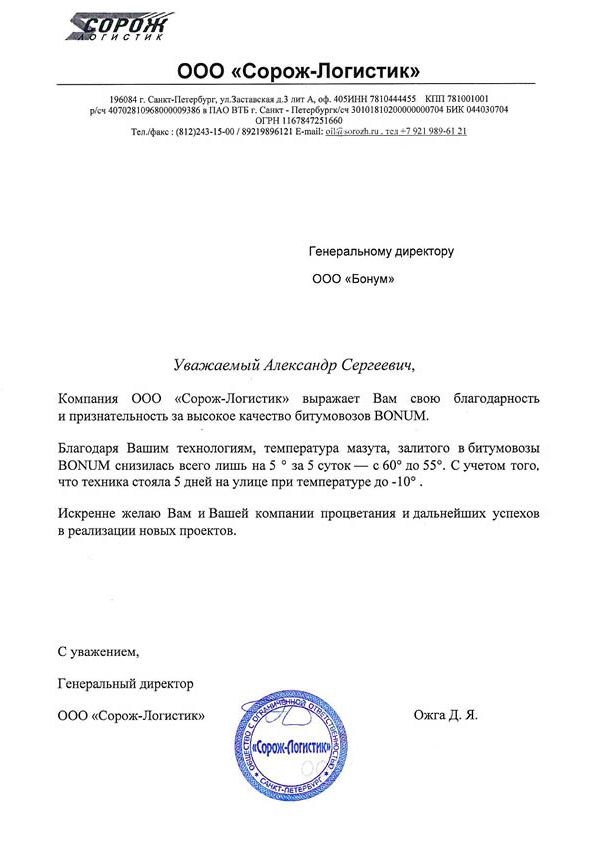 СОРОЖ
ЛОГИСТИК
ООО «Сорож-Логистик»
196084 г. Санкт-Петербург, ул.Заставская д.3 лит А, оф. 405ИНН 7810444455 КПП 781001001
р/сч 40702810968000009386 в ПАО ВТБ г. Санкт - Петербургк/сч 30101810200000000704 БИК 044030704
ОГРН 1167847251660
Тел./факс : (812)243-15-00 / 89219896121 E-mail: oil@sorozh.ru , тел +7 921 989-61 21
Генеральному директору
ООО «Бонум»
Уважаемый Александр Сергеевич,
Компания ООО «Сорож-Логистик» выражает Вам свою благодарность
и признательность за высокое качество битумовозов BONUM.
Благодаря Вашим технологиям, температура мазута, залитого в битумовозы
BONUM снизилась всего лишь на 5 ° за 5 суток — с 60° до 55°. С учетом того,
что техника стояла 5 дней на улице при температуре до -10° .
Искренне желаю Вам и Вашей компании процветания и дальнейших успехов
в реализации новых проектов.
С уважением,
Генеральный директор
ООО «Сорож-Логистик»
Ожга Д. Я.
ОБЩЕСТВО С ОГРАНИЧЕННОЙ ОТВЕТСТВЕННОСТЬЮ
«Сорож-Логистик»
САНКТ-ПЕТЕРБУРГ